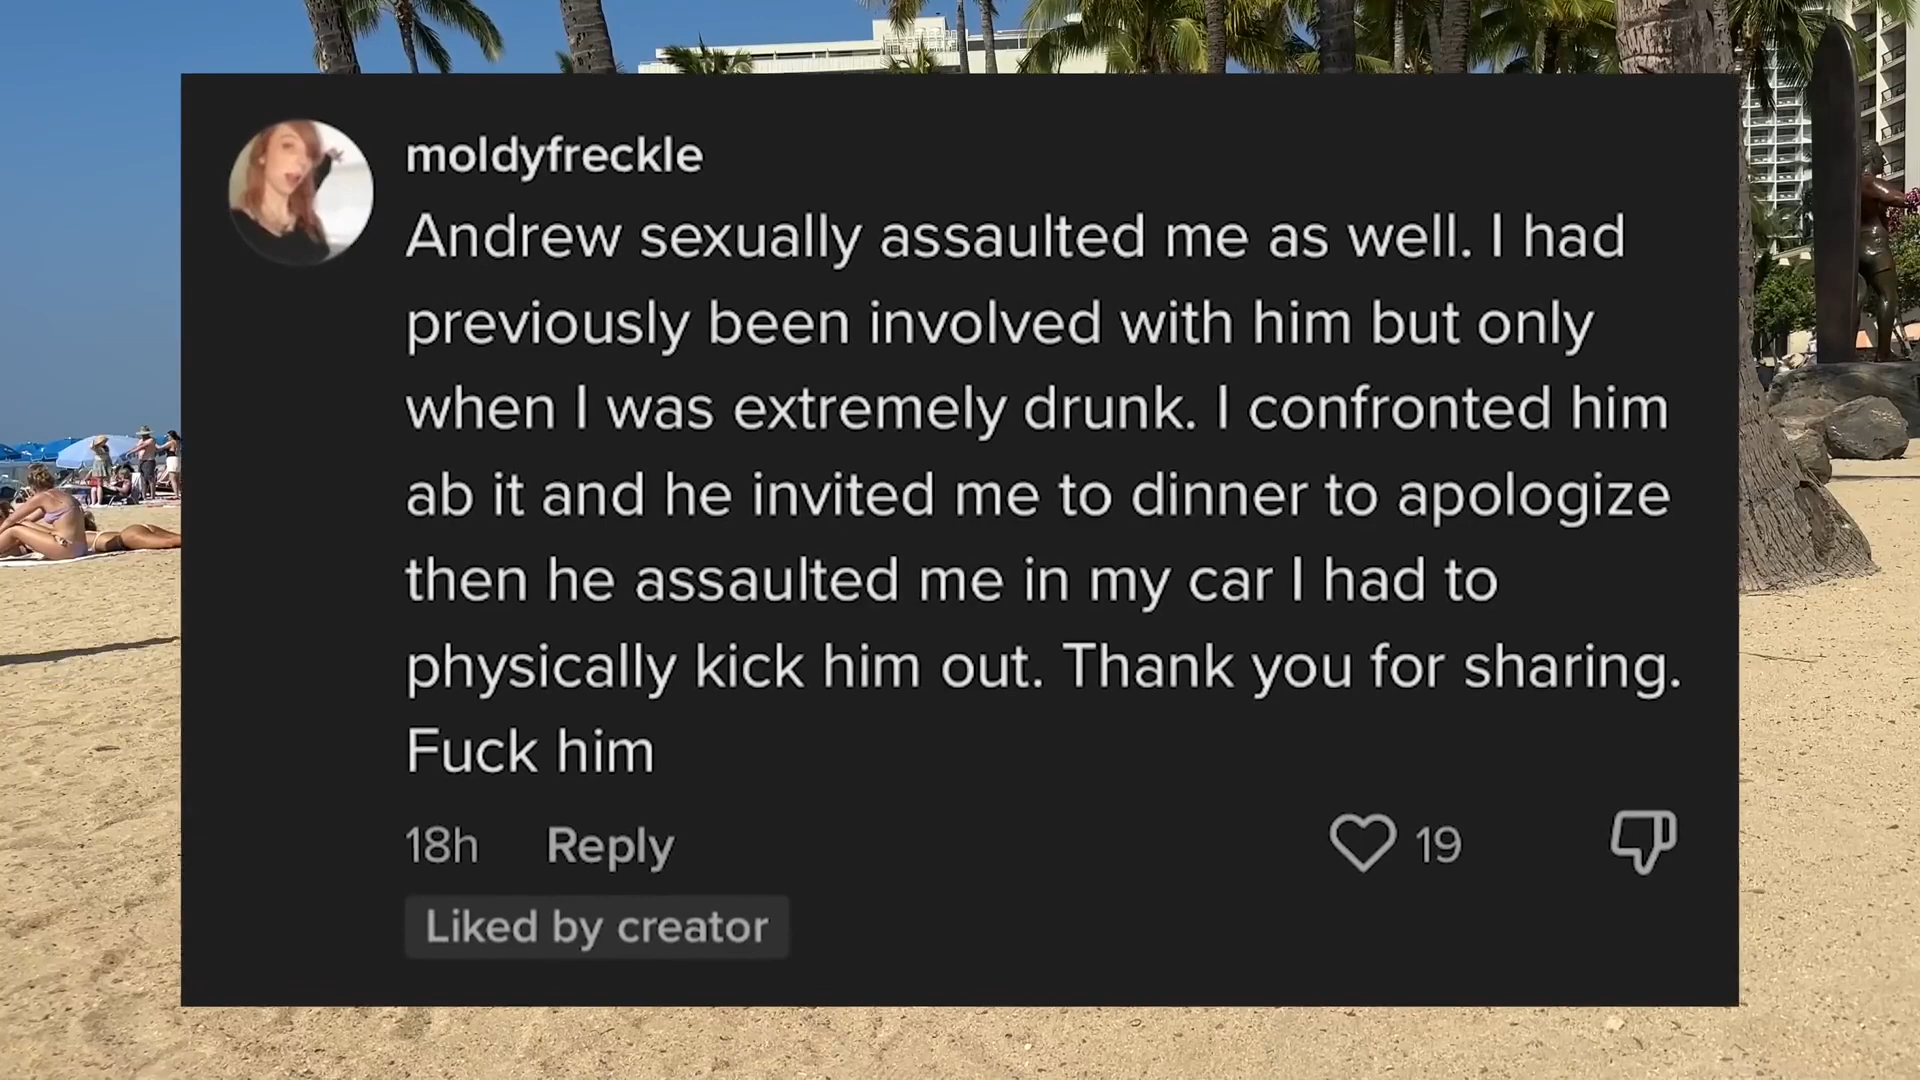 moldyfreckle
Andrew sexually assaulted me as well. I had
previously been involved with him but only
when I was extremely drunk. I confronted him
ab it and he invited me to dinner to apologize
then he assaulted me in my car I had to
physically kick him out. Thank you for sharing.
Fuck him
18h Reply 19
Liked by creator